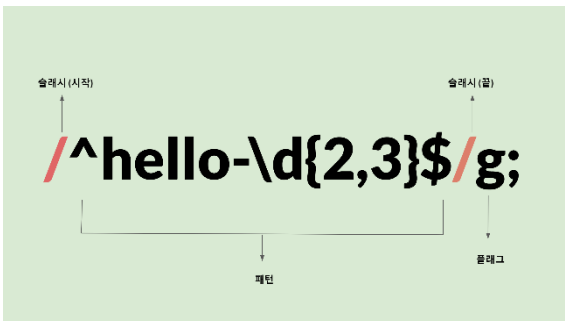 슬래시 (시작)
슬래시 (끝)
/^hello-\d{2,3}$/g;
플래그
패턴